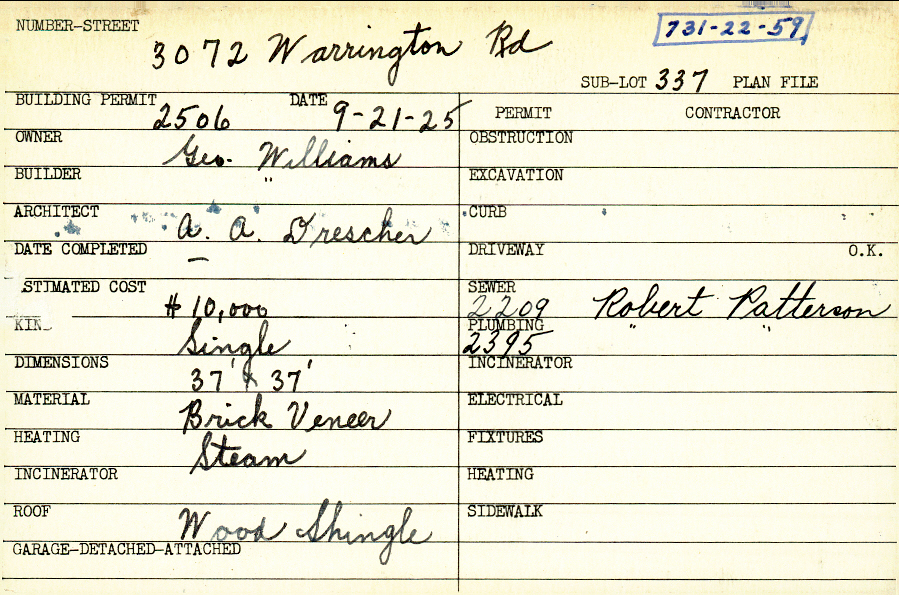 NUMBER-STREET
3072 Warrington Rd
731-22-59
SUB-LOT 337 PLAN FILE
BUILDING PERMIT 2506 DATE 9-21-25
PERMIT CONTRACTOR
OWNER Geo. Williams
OBSTRUCTION
BUILDER "
EXCAVATION
ARCHITECT A. A. Drescher
CURB
DATE COMPLETED —
DRIVEWAY O.K.
STIMATED COST $10,000
SEWER 2209 Robert Patterson
KIN Single
PLUMBING 2395 " "
DIMENSIONS 37' x 37'
INCINERATOR
MATERIAL Brick Veneer
ELECTRICAL
HEATING Steam
FIXTURES
INCINERATOR
HEATING
ROOF Wood Shingle
SIDEWALK
GARAGE-DETACHED-ATTACHED